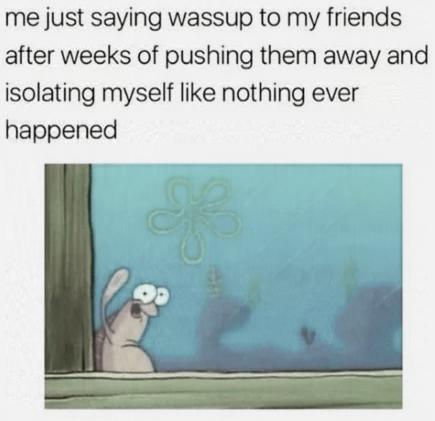 me just saying wassup to my friends
after weeks of pushing them away and
isolating myself like nothing ever
happened